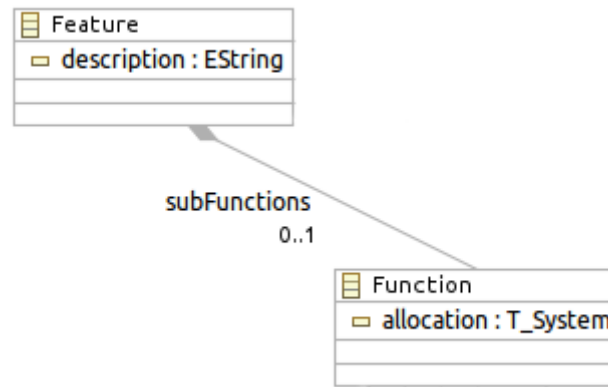 Feature
description : EString
subFunctions
0..1
Function
allocation : T_System